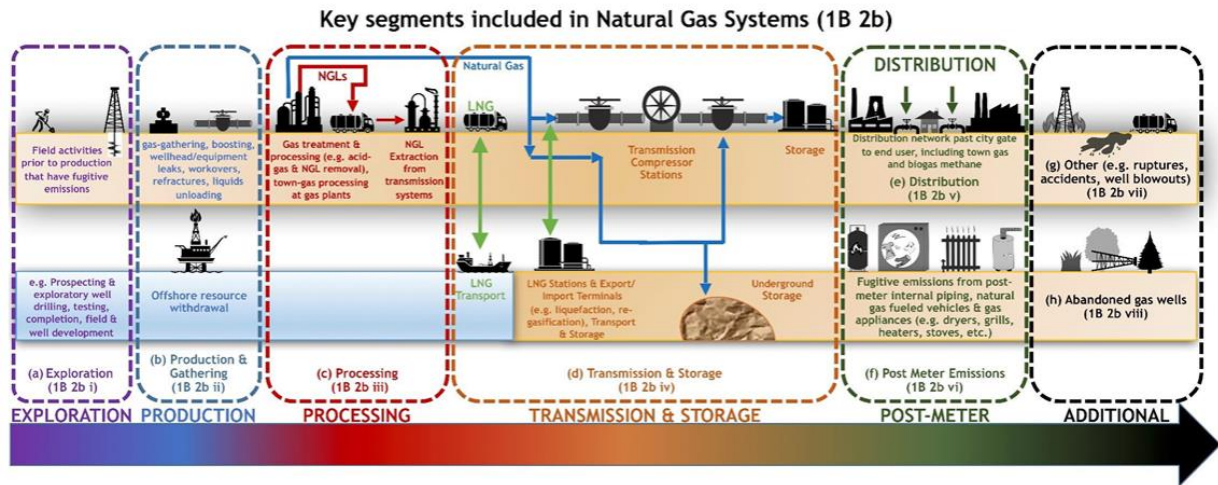 Key segments included in Natural Gas Systems (1B 2b)
Field activities
prior to production
that have fugitive
emissions
e.g. Prospecting &
exploratory well
drilling, testing,
completion, field &
well development
(a) Exploration
(1B 2b i)
gas-gathering, boosting,
wellhead/equipment
leaks, workovers,
refractures, liquids
unloading
Offshore resource
withdrawal
(b) Production &
Gathering
(1B 2b ii)
NGLs
Gas treatment &
processing (e.g. acid-
gas & NGL removal),
town-gas processing
at gas plants
NGL
Extraction
from
transmission
systems
(c) Processing
(1B 2b iii)
Natural Gas
LNG
Transmission
Compressor
Stations
Storage
LNG
Transport
LNG Stations & Export/
Import Terminals
(e.g. liquefaction, re-
gasification), Transport
& Storage
Underground
Storage
(d) Transmission & Storage
(1B 2b iv)
DISTRIBUTION
Distribution network past city gate
to end user, including town gas
and biogas methane
(e) Distribution
(1B 2b v)
Fugitive emissions from post-
meter internal piping, natural
gas fueled vehicles & gas
appliances (e.g. dryers, grills,
heaters, stoves, etc.)
(f) Post Meter Emissions
(1B 2b vi)
(g) Other (e.g. ruptures,
accidents, well blowouts)
(1B 2b vii)
(h) Abandoned gas wells
(1B 2b viii)
EXPLORATION
PRODUCTION
PROCESSING
TRANSMISSION & STORAGE
POST-METER
ADDITIONAL